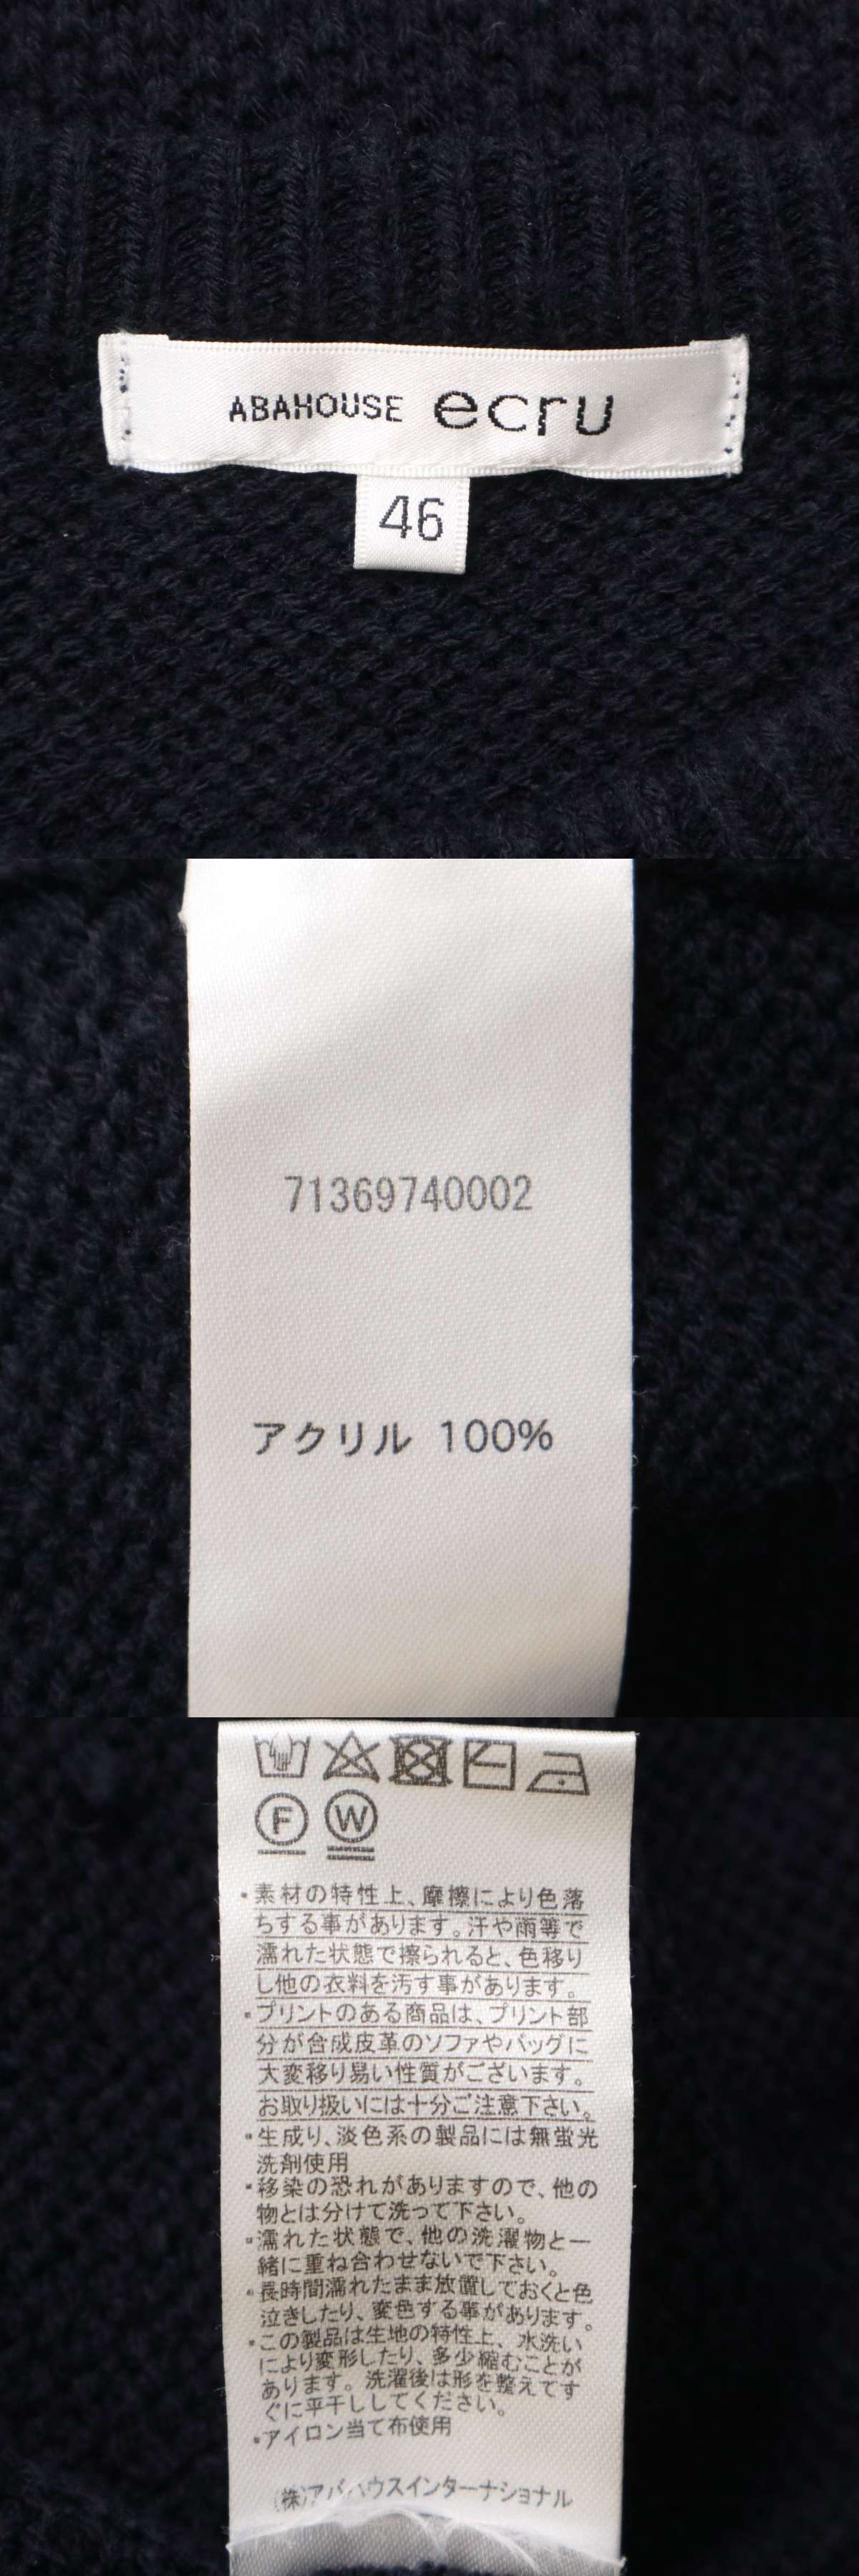 ABAHOUSE ecru
46
71369740002
アクリル 100%
F W
・素材の特性上、摩擦により色落
ちする事があります。汗や雨等で
濡れた状態で擦られると、色移り
し他の衣料を汚す事があります。
・プリントのある商品は、プリント部
分が合成皮革のソファやバッグに
大変移り易い性質がございます。
お取り扱いには十分ご注意下さい。
・生成り、淡色系の製品には無蛍光
洗剤使用
・移染の恐れがありますので、他の
物とは分けて洗って下さい。
・濡れた状態で、他の洗濯物と一
緒に重ね合わせないで下さい。
・長時間濡れたまま放置しておくと色
泣きしたり、変色する事があります。
・この製品は生地の特性上、水洗い
により変形したり、多少縮むことが
あります。洗濯後は形を整えてす
ぐに平干ししてください。
・アイロン当て布使用
(株)アバハウスインターナショナル